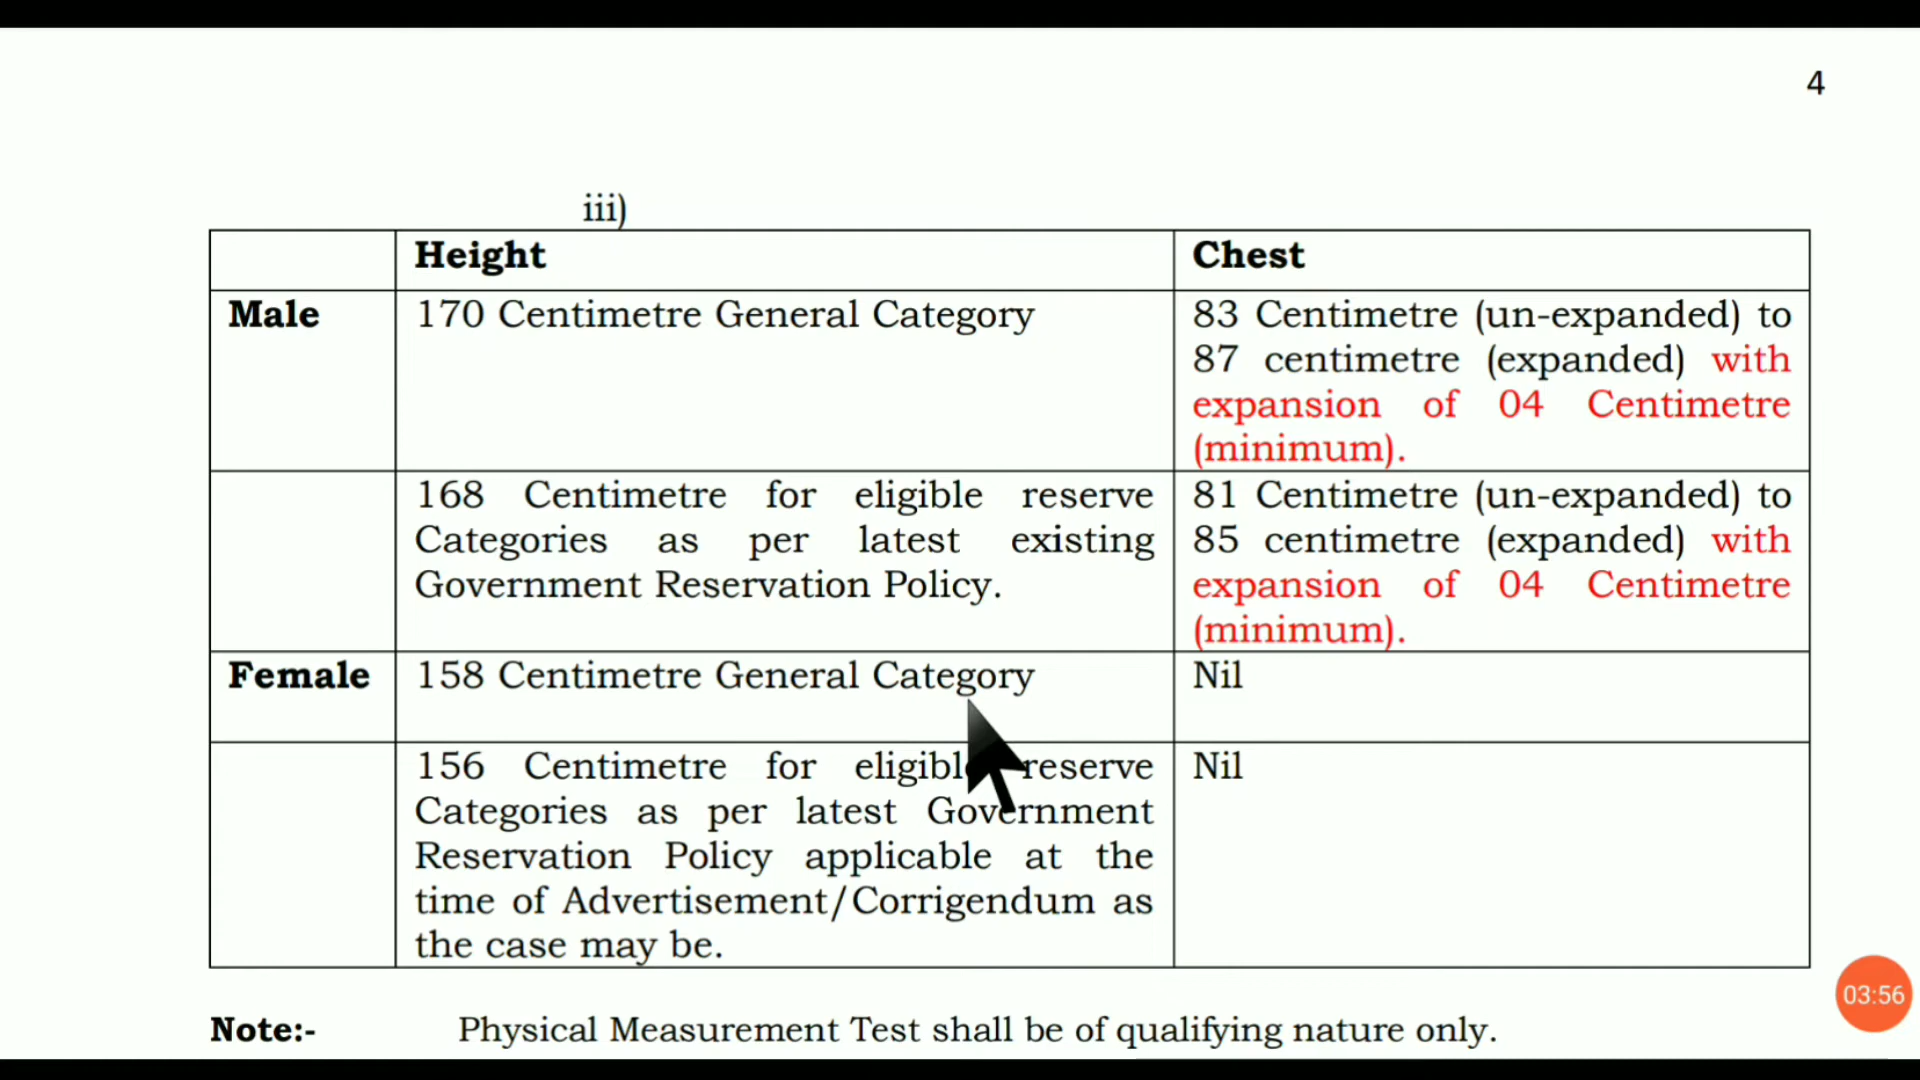 4
iii)
Height
Chest
Male
170 Centimetre General Category
83 Centimetre (un-expanded) to
87 centimetre (expanded) with
expansion of 04 Centimetre
(minimum).
168 Centimetre for eligible reserve
Categories as per latest existing
Government Reservation Policy.
81 Centimetre (un-expanded) to
85 centimetre (expanded) with
expansion of 04 Centimetre
(minimum).
Female
158 Centimetre General Category
Nil
156 Centimetre for eligible reserve
Categories as per latest Government
Reservation Policy applicable at the
time of Advertisement/Corrigendum as
the case may be.
Nil
03:56
Note:- Physical Measurement Test shall be of qualifying nature only.